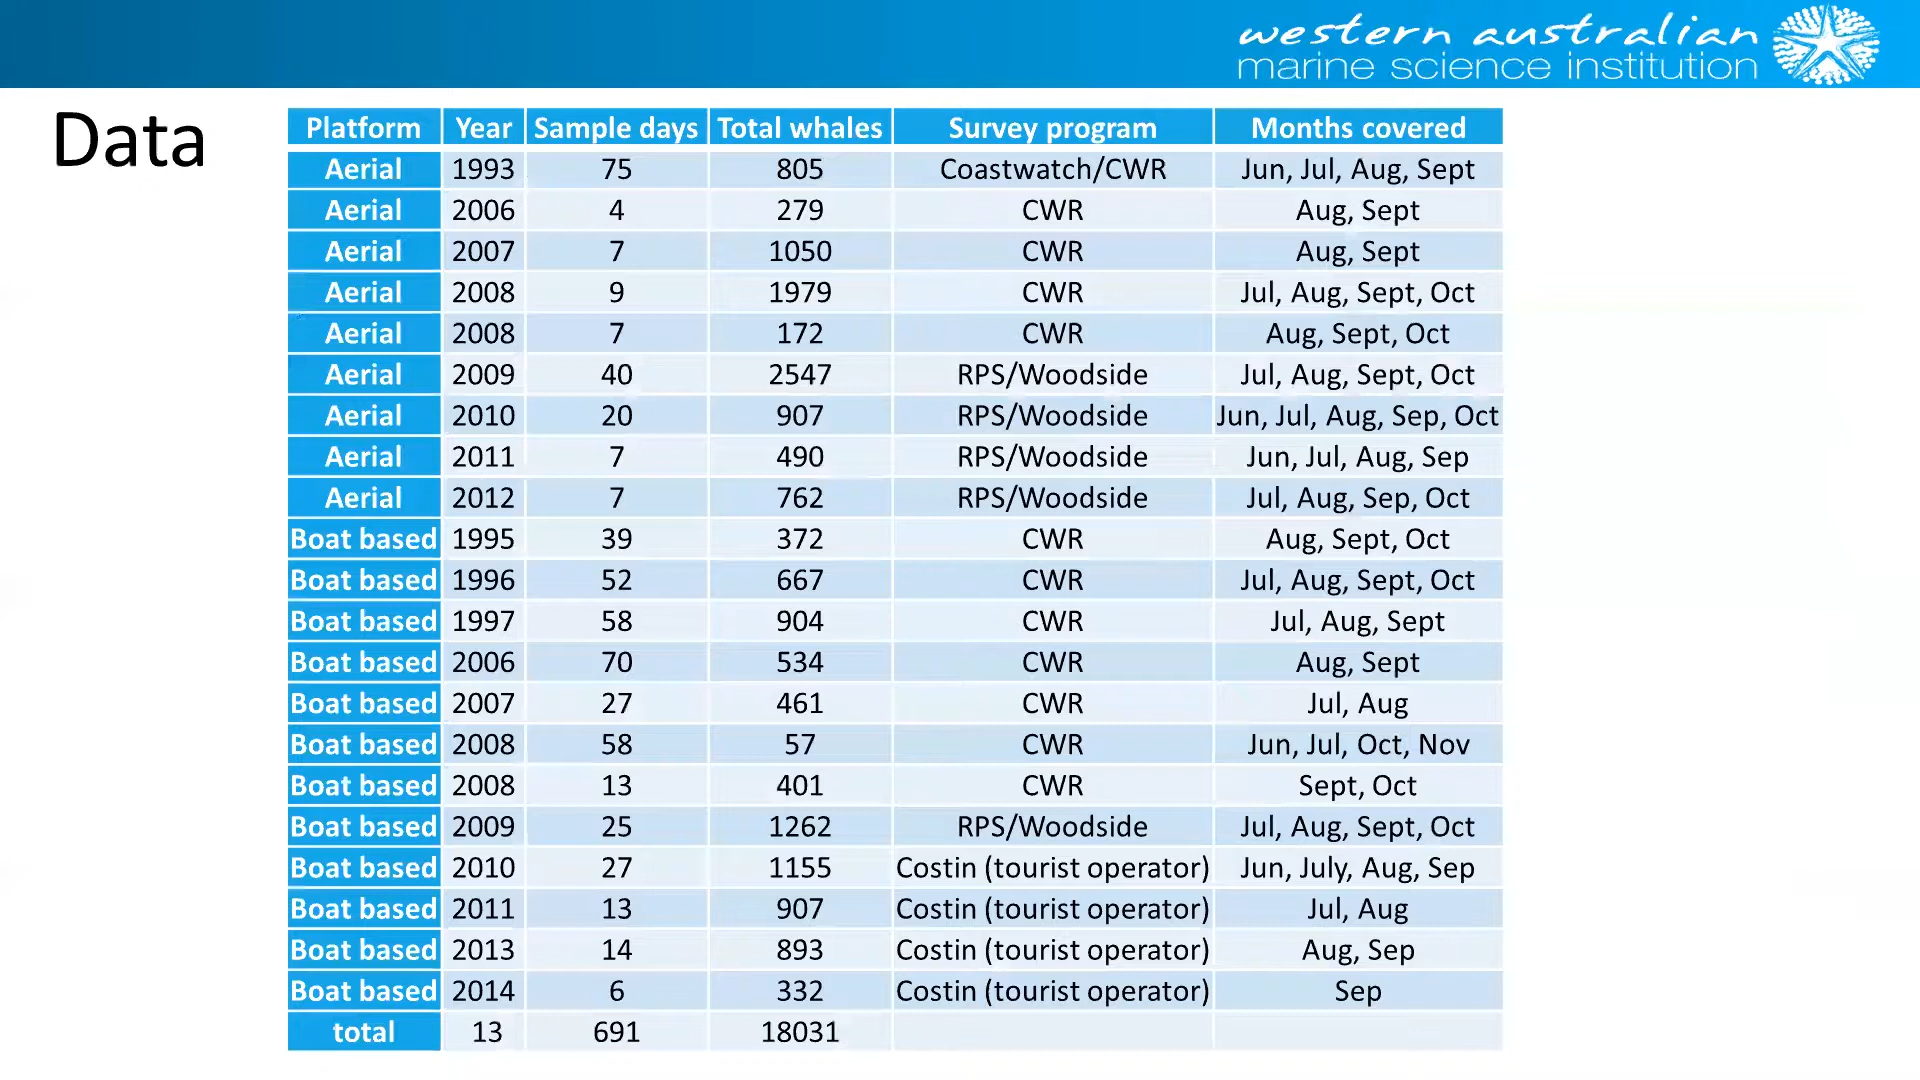 western australian
marine science institution
Data
Platform Year Sample days Total whales Survey program Months covered
Aerial 1993 75 805 Coastwatch/CWR Jun, Jul, Aug, Sept
Aerial 2006 4 279 CWR Aug, Sept
Aerial 2007 7 1050 CWR Aug, Sept
Aerial 2008 9 1979 CWR Jul, Aug, Sept, Oct
Aerial 2008 7 172 CWR Aug, Sept, Oct
Aerial 2009 40 2547 RPS/Woodside Jul, Aug, Sept, Oct
Aerial 2010 20 907 RPS/Woodside Jun, Jul, Aug, Sep, Oct
Aerial 2011 7 490 RPS/Woodside Jun, Jul, Aug, Sep
Aerial 2012 7 762 RPS/Woodside Jul, Aug, Sep, Oct
Boat based 1995 39 372 CWR Aug, Sept, Oct
Boat based 1996 52 667 CWR Jul, Aug, Sept, Oct
Boat based 1997 58 904 CWR Jul, Aug, Sept
Boat based 2006 70 534 CWR Aug, Sept
Boat based 2007 27 461 CWR Jul, Aug
Boat based 2008 58 57 CWR Jun, Jul, Oct, Nov
Boat based 2008 13 401 CWR Sept, Oct
Boat based 2009 25 1262 RPS/Woodside Jul, Aug, Sept, Oct
Boat based 2010 27 1155 Costin (tourist operator) Jun, July, Aug, Sep
Boat based 2011 13 907 Costin (tourist operator) Jul, Aug
Boat based 2013 14 893 Costin (tourist operator) Aug, Sep
Boat based 2014 6 332 Costin (tourist operator) Sep
total 13 691 18031